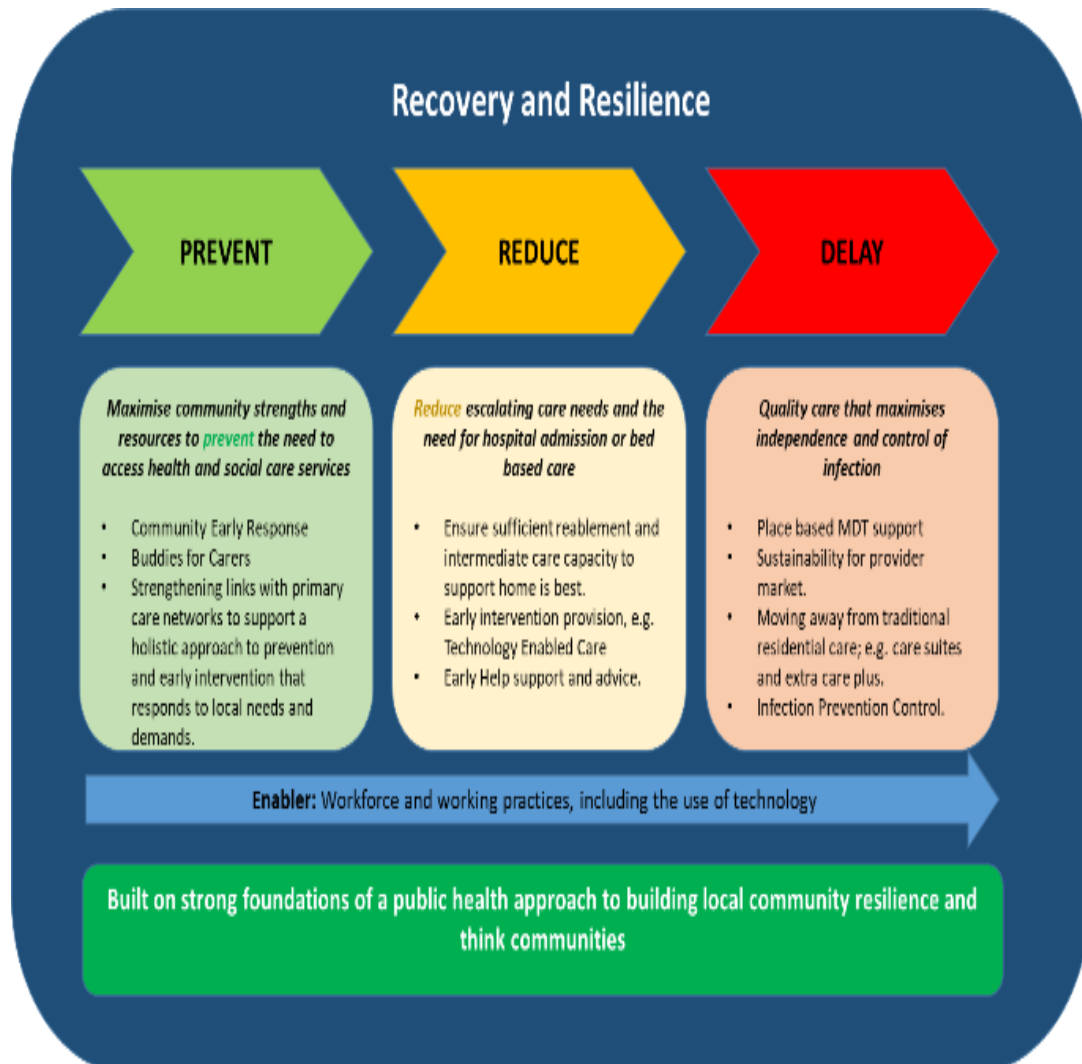 Recovery and Resilience
PREVENT
REDUCE
DELAY
Maximise community strengths and
resources to prevent the need to
access health and social care services
• Community Early Response
• Buddies for Carers
• Strengthening links with primary
care networks to support a
holistic approach to prevention
and early intervention that
responds to local needs and
demands.
Reduce escalating care needs and the
need for hospital admission or bed
based care
• Ensure sufficient reablement and
intermediate care capacity to
support home is best.
• Early intervention provision, e.g.
Technology Enabled Care
• Early Help support and advice.
Quality care that maximises
independence and control of
infection
• Place based MDT support
• Sustainability for provider
market.
• Moving away from traditional
residential care; e.g. care suites
and extra care plus.
• Infection Prevention Control.
Enabler: Workforce and working practices, including the use of technology
Built on strong foundations of a public health approach to building local community resilience and
think communities